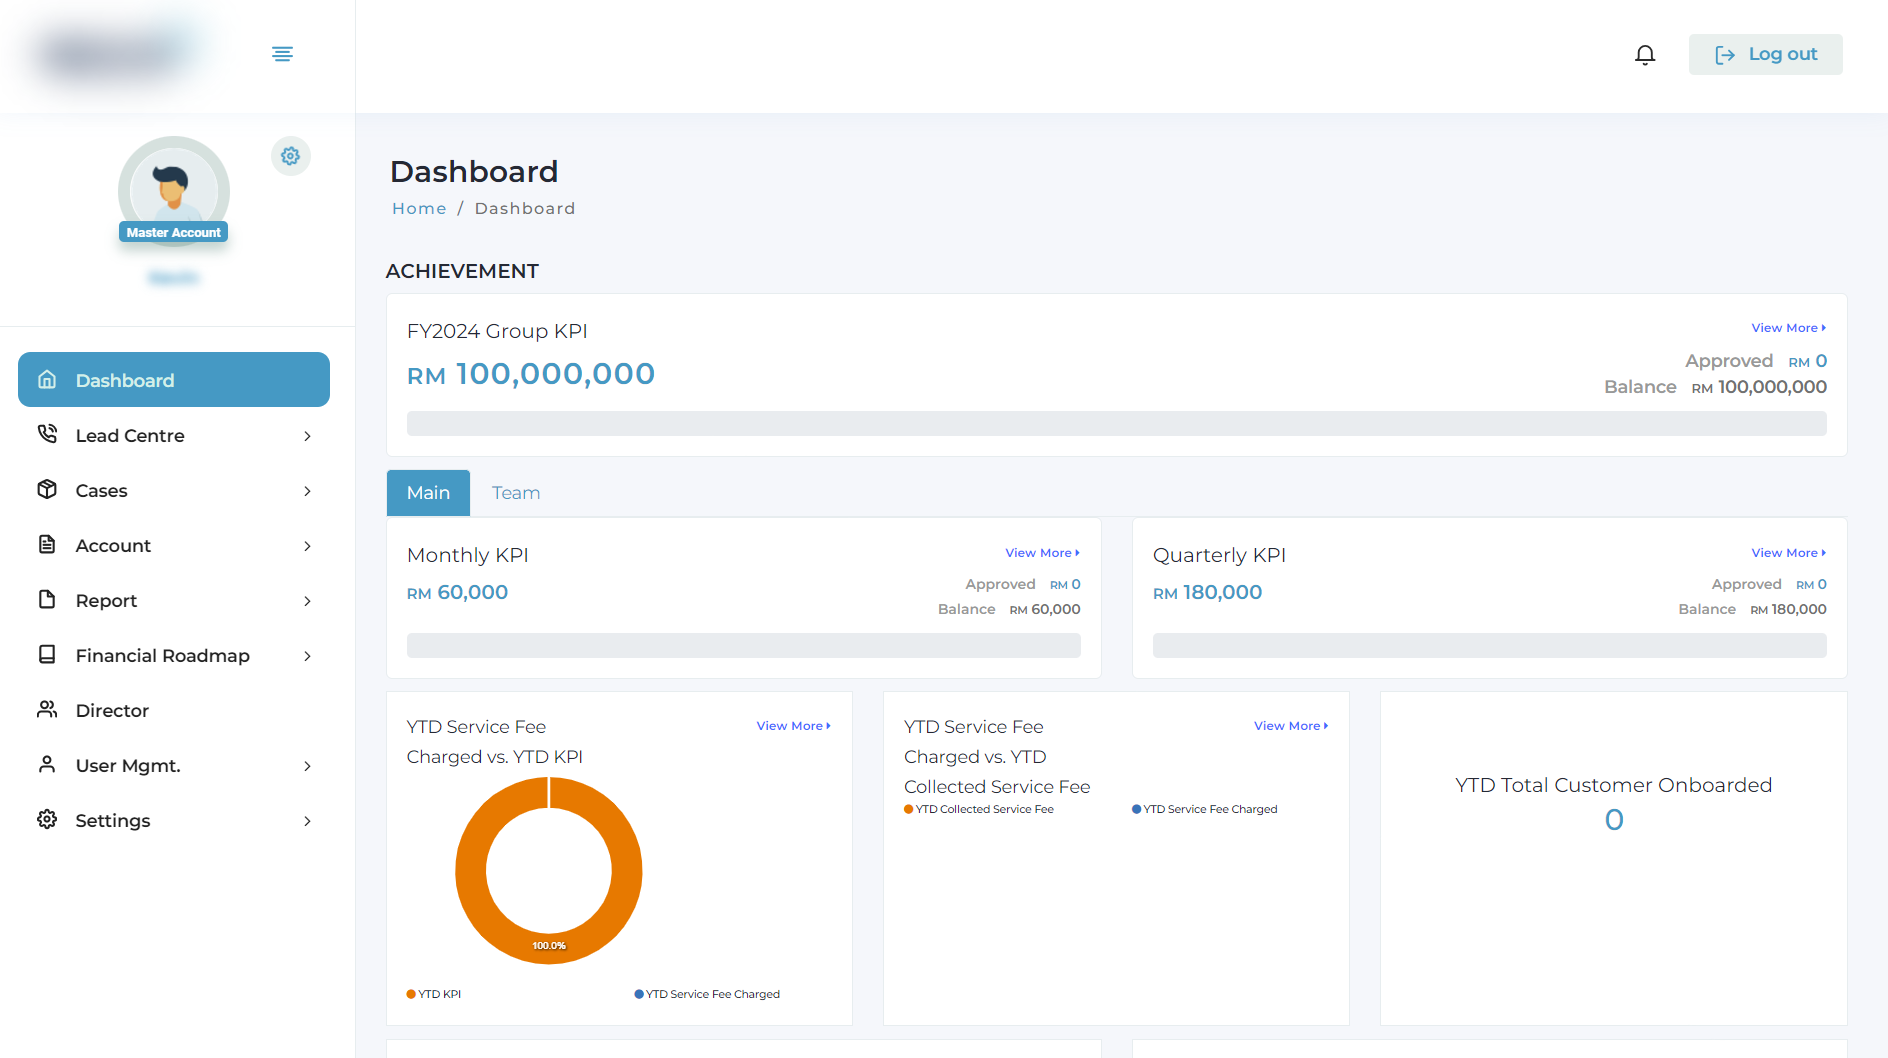 Log out
Master Account
Dashboard
Lead Centre
Cases
Account
Report
Financial Roadmap
Director
User Mgmt.
Settings
Dashboard
Home / Dashboard
ACHIEVEMENT
FY2024 Group KPI
View More
RM 100,000,000
Approved RM 0
Balance RM 100,000,000
Main
Team
Monthly KPI
View More
RM 60,000
Approved RM 0
Balance RM 60,000
Quarterly KPI
View More
RM 180,000
Approved RM 0
Balance RM 180,000
YTD Service Fee
Charged vs. YTD KPI
View More
100.0%
YTD KPI
YTD Service Fee Charged
YTD Service Fee
Charged vs. YTD
Collected Service Fee
View More
YTD Collected Service Fee
YTD Service Fee Charged
YTD Total Customer Onboarded
0